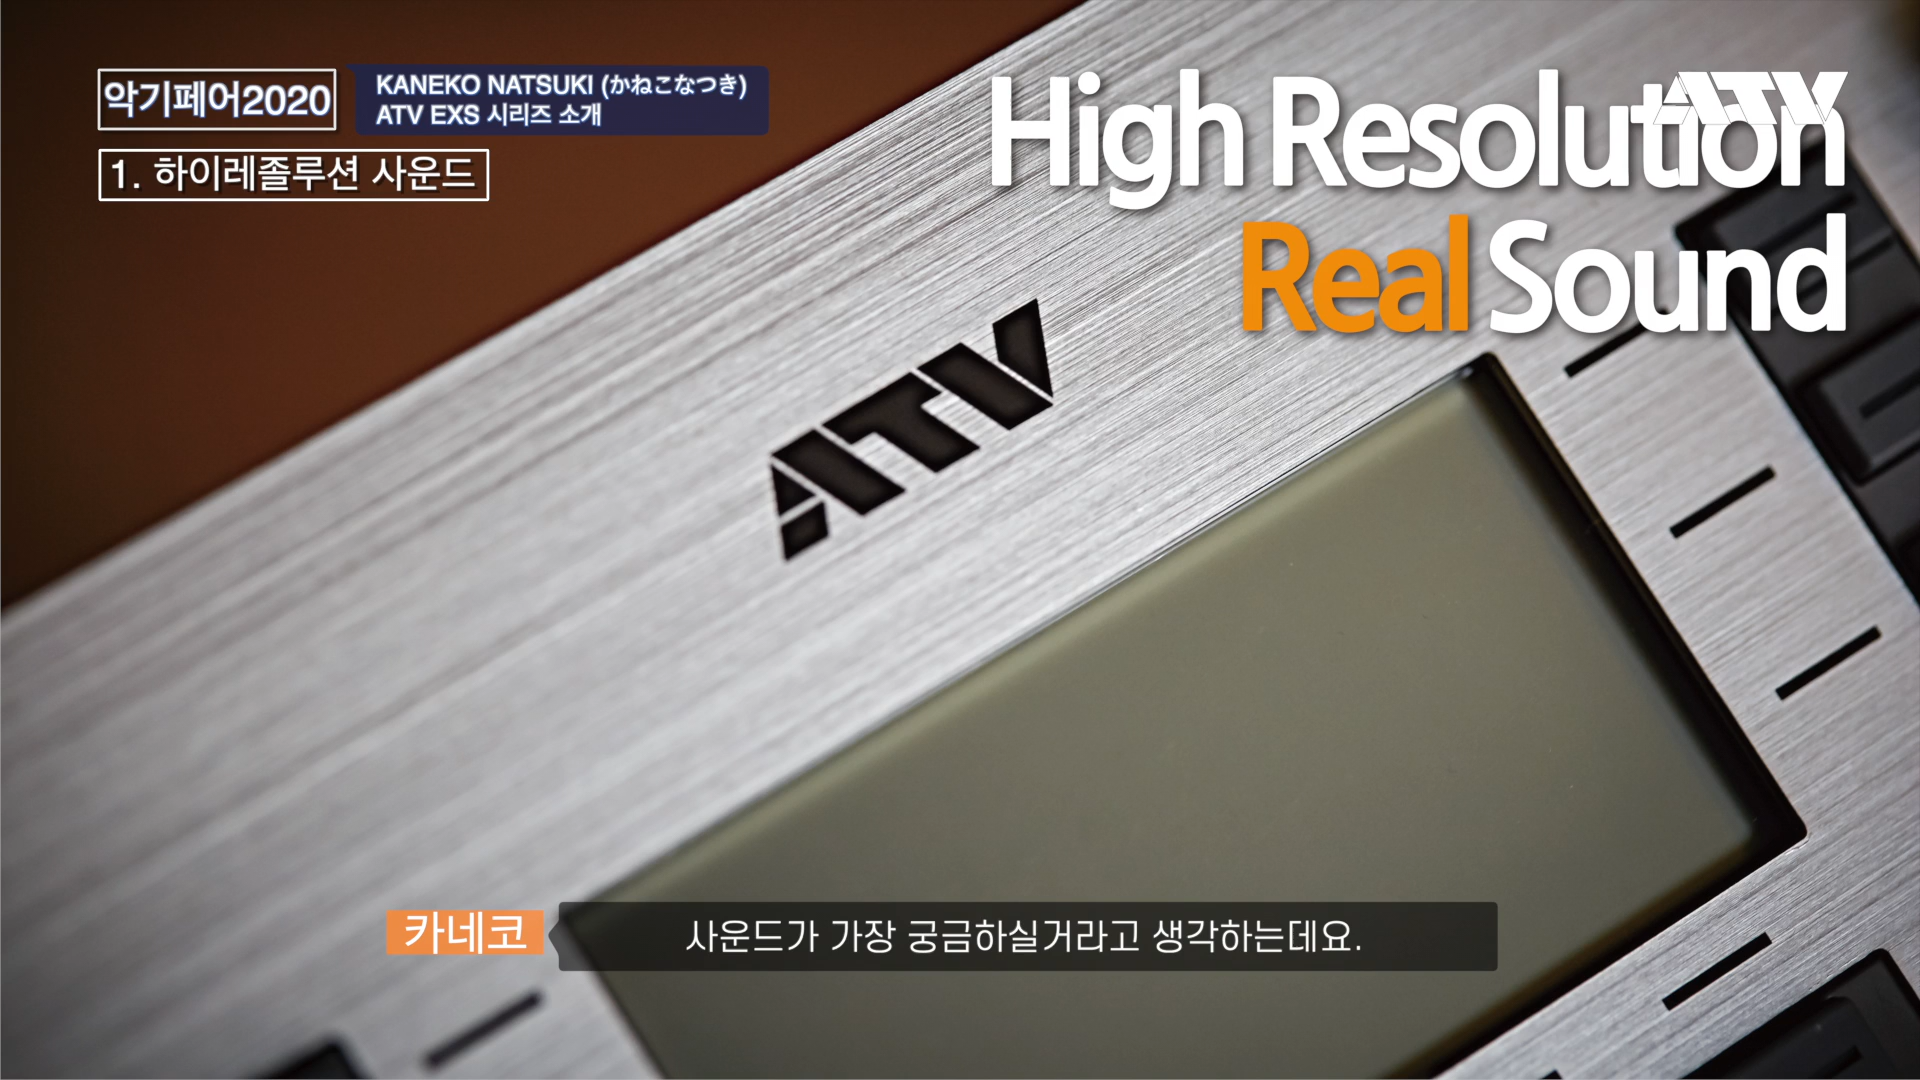 악기페어2020
KANEKO NATSUKI (かねこなつき)
ATV EXS 시리즈 소개
1. 하이레졸루션 사운드
ATV
High Resolution
Real Sound
ATV
카네코
사운드가 가장 궁금하실거라고 생각하는데요.